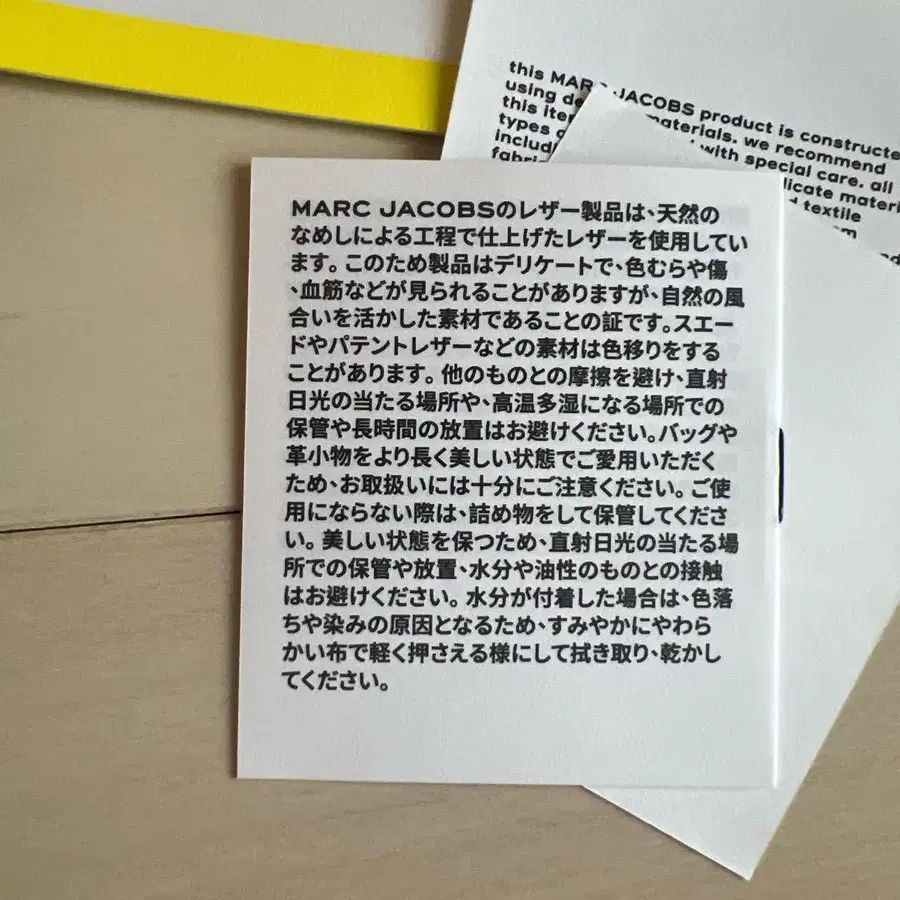 this MARC JACOBS product is constructe
using de materials. we recommend
this ite with special care. all
types licate materi
includ d textile
fabri
MARC JACOBSのレザー製品は、天然の
なめしによる工程で仕上げたレザーを使用してい
ます。このため製品はデリケートで、色むらや傷
、血筋などが見られることがありますが、自然の風
合いを活かした素材であることの証です。スエー
ドやパテントレザーなどの素材は色移りをする
ことがあります。他のものとの摩擦を避け、直射
日光の当たる場所や、高温多湿になる場所での
保管や長時間の放置はお避けください。バッグや
革小物をより長く美しい状態でご愛用いただく
ため、お取扱いには十分にご注意ください。ご使
用にならない際は、詰め物をして保管してくださ
い。美しい状態を保つため、直射日光の当たる場
所での保管や放置、水分や油性のものとの接触
はお避けください。水分が付着した場合は、色落
ちや染みの原因となるため、すみやかにやわら
かい布で軽く押さえる様にして拭き取り、乾かし
てください。